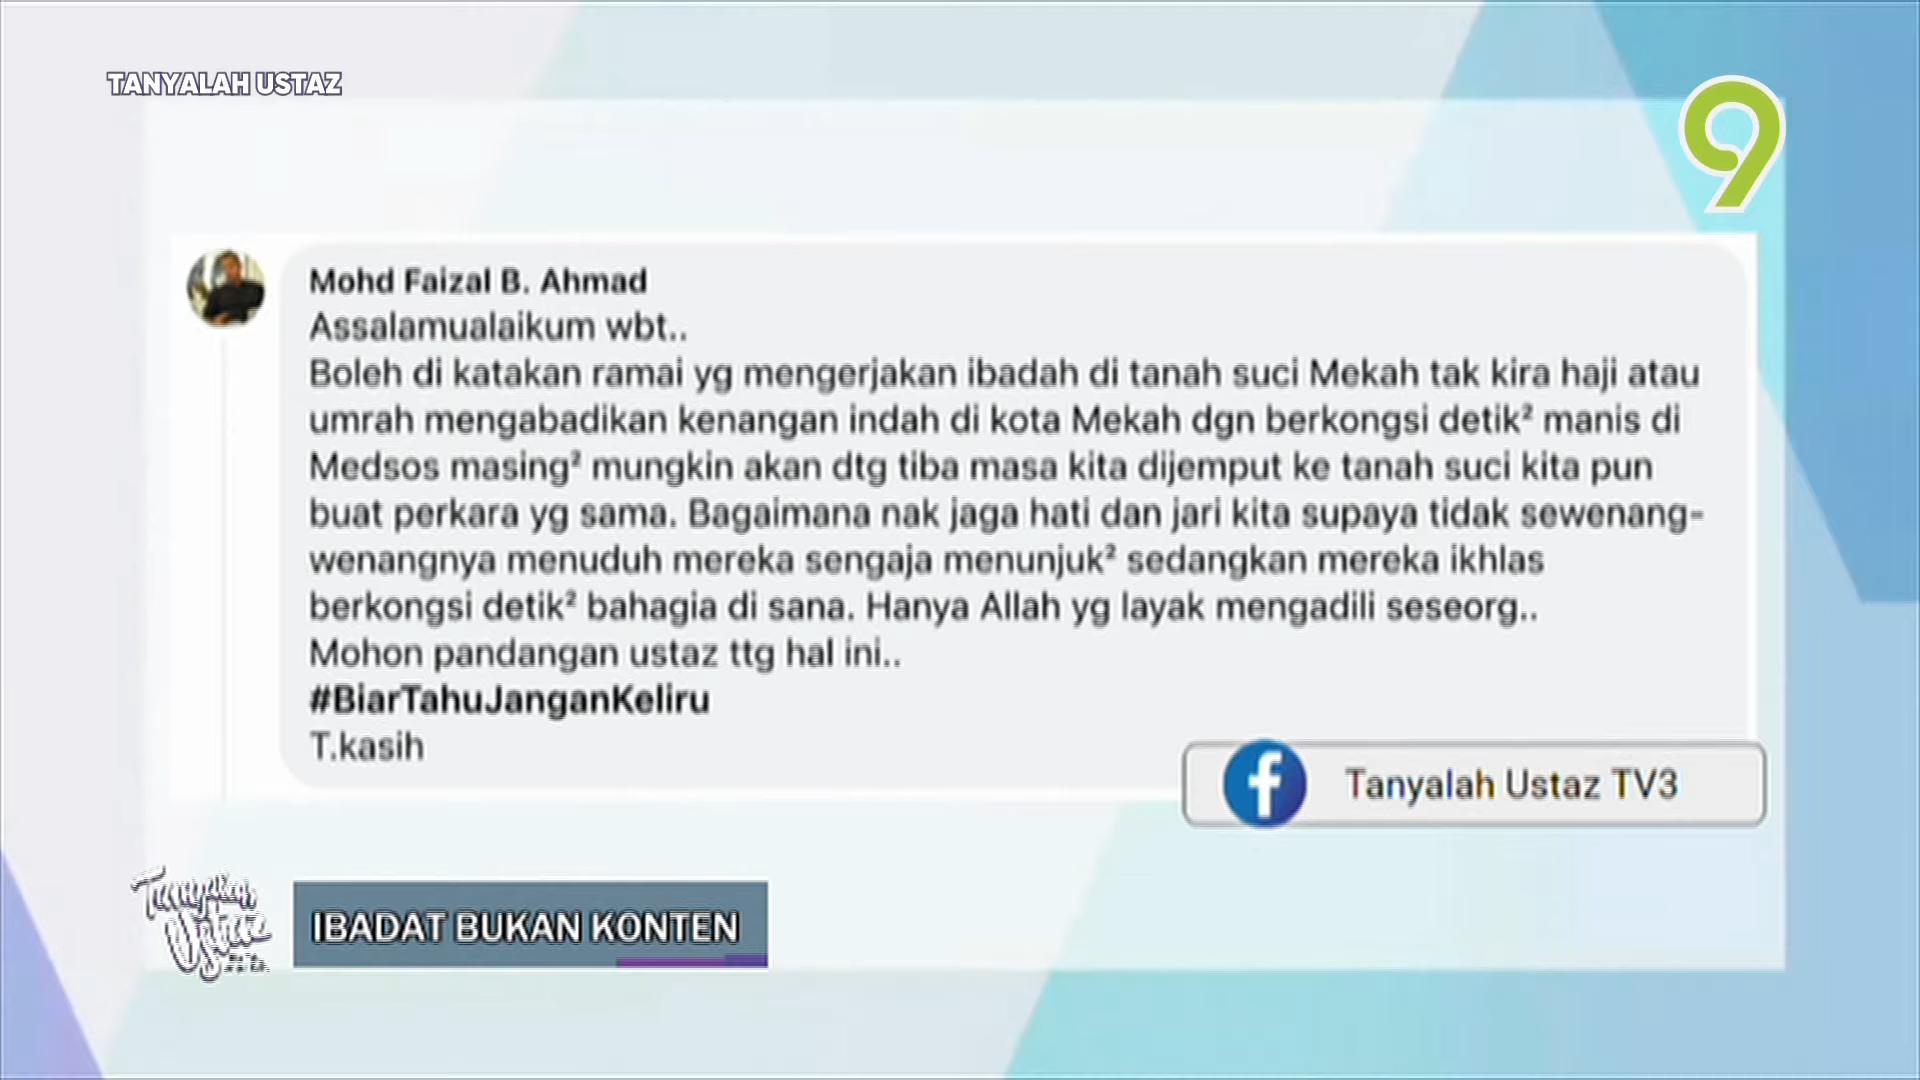 TANYALAH USTAZ
9
Mohd Faizal B. Ahmad
Assalamualaikum wbt..
Boleh di katakan ramai yg mengerjakan ibadah di tanah suci Mekah tak kira haji atau
umrah mengabadikan kenangan indah di kota Mekah dgn berkongsi detik² manis di
Medsos masing² mungkin akan dtg tiba masa kita dijemput ke tanah suci kita pun
buat perkara yg sama. Bagaimana nak jaga hati dan jari kita supaya tidak sewenang-
wenangnya menuduh mereka sengaja menunjuk² sedangkan mereka ikhlas
berkongsi detik² bahagia di sana. Hanya Allah yg layak mengadili seseorg..
Mohon pandangan ustaz ttg hal ini..
#BiarTahuJanganKeliru
T.kasih
Tanyalah Ustaz TV3
Tanyalah
Ustaz
IBADAT BUKAN KONTEN